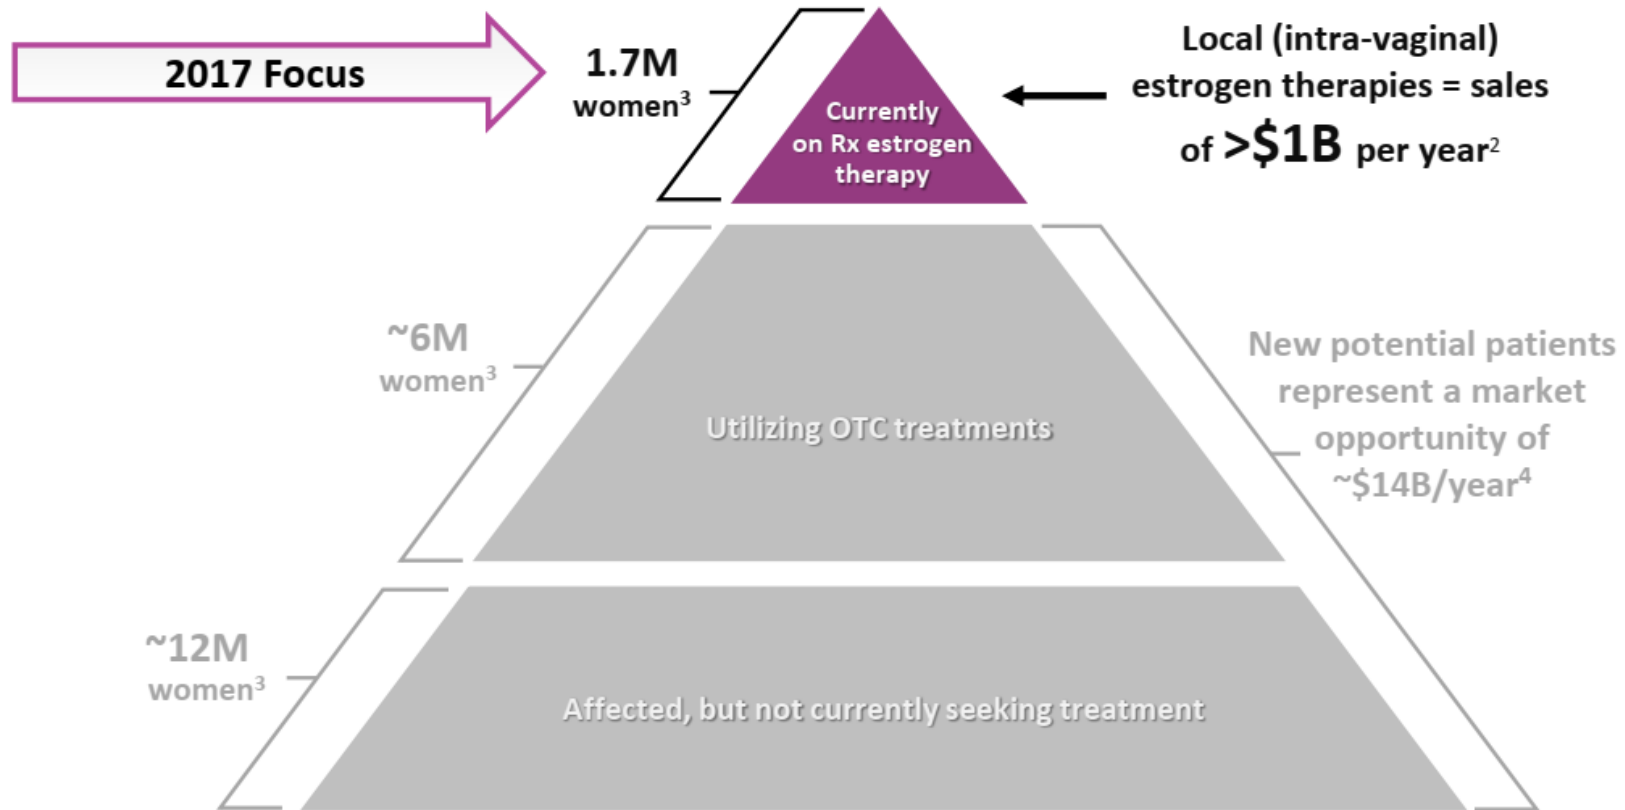 2017 Focus
1.7M
women³
Currently
on Rx estrogen
therapy
Local (intra-vaginal)
estrogen therapies = sales
of >$1B per year²
~6M
women³
Utilizing OTC treatments
New potential patients
represent a market
opportunity of
~$14B/year⁴
~12M
women³
Affected, but not currently seeking treatment